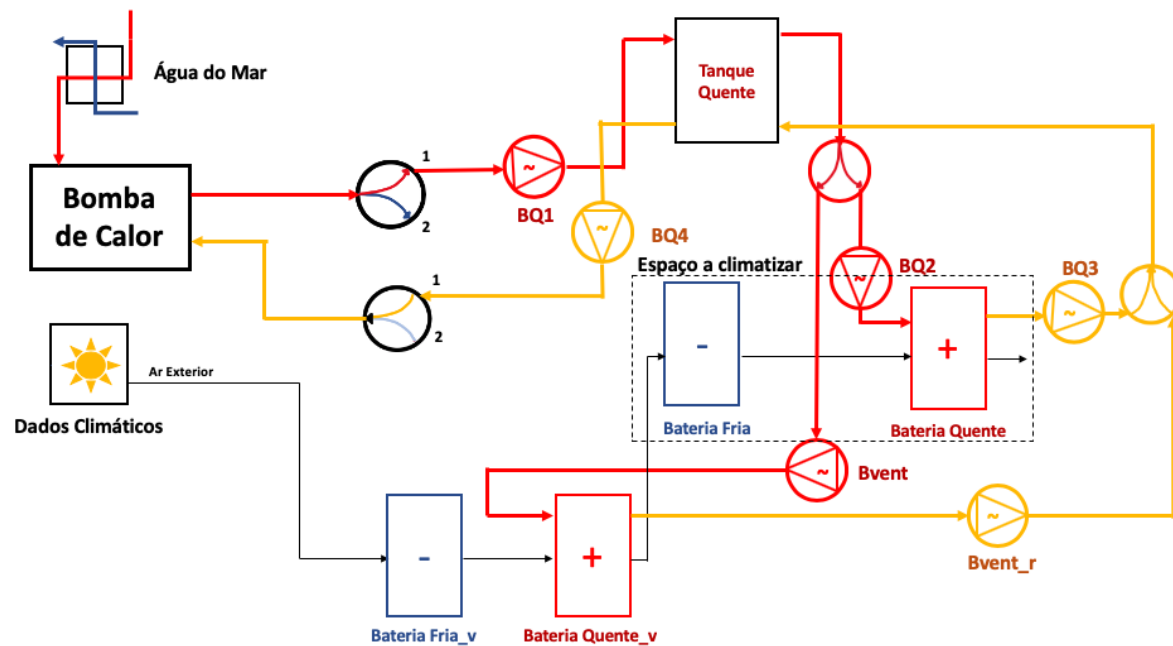 Água do Mar
Tanque
Quente
1
BQ1
Bomba
de Calor
2
BQ4
BQ2
BQ3
Espaço a climatizar
1
2
-
+
Ar Exterior
Dados Climáticos
Bateria Fria
Bateria Quente
Bvent
-
+
Bvent_r
Bateria Fria_v
Bateria Quente_v